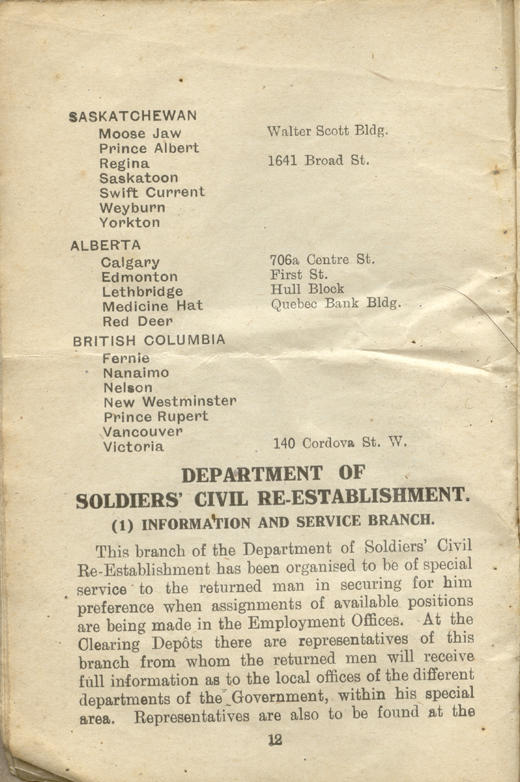 SASKATCHEWAN
Moose Jaw Walter Scott Bldg.
Prince Albert
Regina 1641 Broad St.
Saskatoon
Swift Current
Weyburn
Yorkton
ALBERTA
Calgary 706a Centre St.
Edmonton First St.
Lethbridge Hull Block
Medicine Hat Quebec Bank Bldg.
Red Deer
BRITISH COLUMBIA
Fernie
Nanaimo
Nelson
New Westminster
Prince Rupert
Vancouver
Victoria 140 Cordova St. W.
DEPARTMENT OF
SOLDIERS' CIVIL RE-ESTABLISHMENT.
(1) INFORMATION AND SERVICE BRANCH.
This branch of the Department of Soldiers' Civil
Re-Establishment has been organised to be of special
service to the returned man in securing for him
preference when assignments of available positions
are being made in the Employment Offices. At the
Clearing Depôts there are representatives of this
branch from whom the returned men will receive
full information as to the local offices of the different
departments of the Government, within his special
area. Representatives are also to be found at the
12